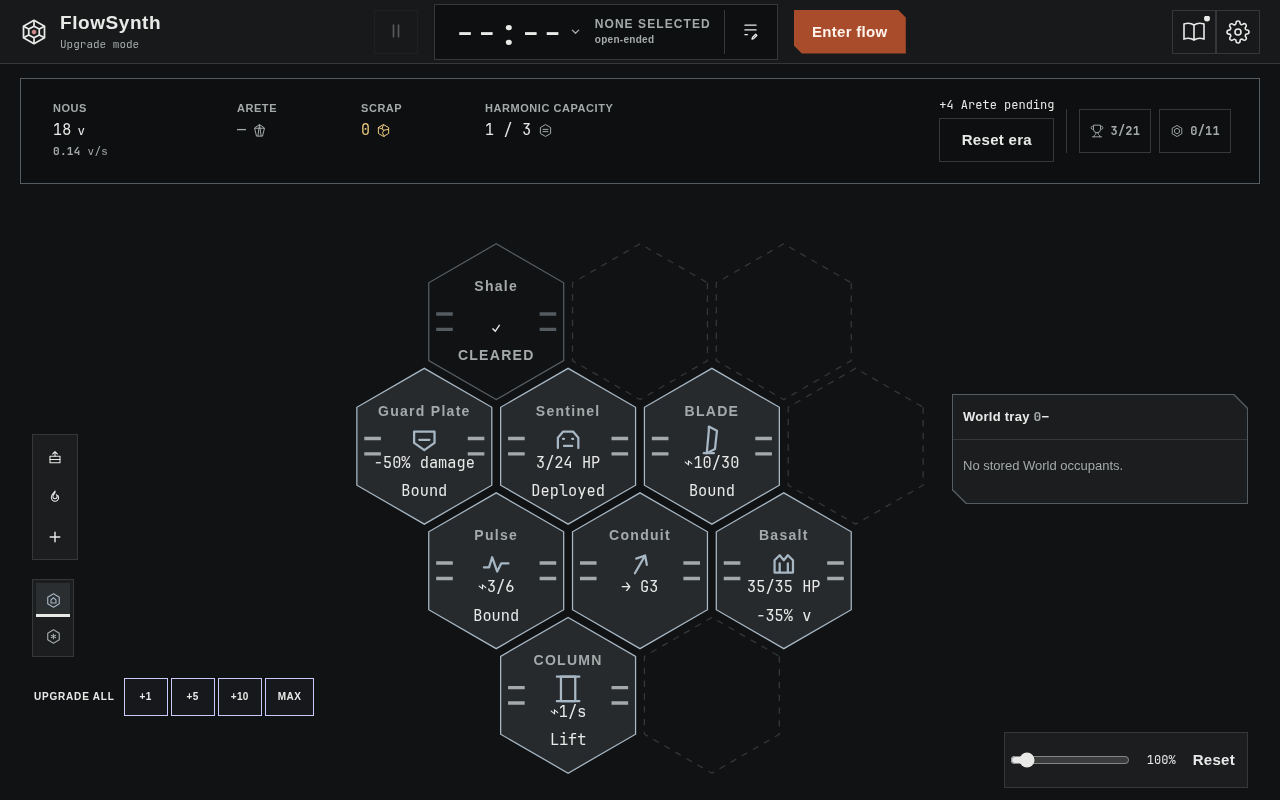 FlowSynth
Upgrade mode
--:--
NONE SELECTED
open-ended
Enter flow
NOUS
18 v
0.14 v/s
ARETE
–
SCRAP
0
HARMONIC CAPACITY
1 / 3
+4 Arete pending
Reset era
3/21
0/11
Shale
CLEARED
Guard Plate
-50% damage
Bound
Sentinel
3/24 HP
Deployed
BLADE
⌁10/30
Bound
World tray 0–
No stored World occupants.
Pulse
⌁3/6
Bound
Conduit
→ G3
Basalt
35/35 HP
-35% v
COLUMN
⌁1/s
Lift
UPGRADE ALL
+1
+5
+10
MAX
100%
Reset